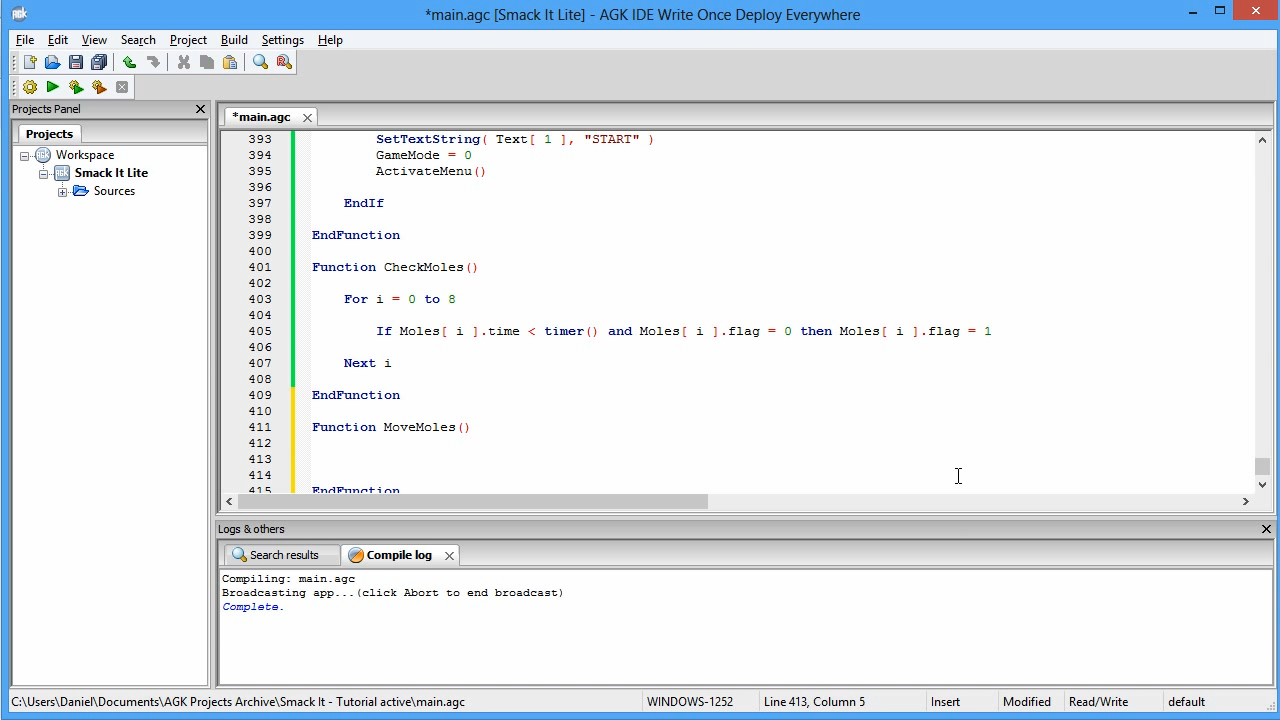 *main.agc [Smack It Lite] - AGK IDE Write Once Deploy Everywhere
File Edit View Search Project Build Settings Help
Projects Panel
*main.agc
Projects
Workspace
Smack It Lite
Sources
393 SetTextString( Text[ 1 ], "START" )
394 GameMode = 0
395 ActivateMenu()
396
397 EndIf
398
399 EndFunction
400
401 Function CheckMoles()
402
403 For i = 0 to 8
404
405 If Moles[ i ].time < timer() and Moles[ i ].flag = 0 then Moles[ i ].flag = 1
406
407 Next i
408
409 EndFunction
410
411 Function MoveMoles()
412
413
414
415 EndFunction
Logs & others
Search results Compile log
Compiling: main.agc
Broadcasting app...(click Abort to end broadcast)
Complete.
C:\Users\Daniel\Documents\AGK Projects Archive\Smack It - Tutorial active\main.agc WINDOWS-1252 Line 413, Column 5 Insert Modified Read/Write default